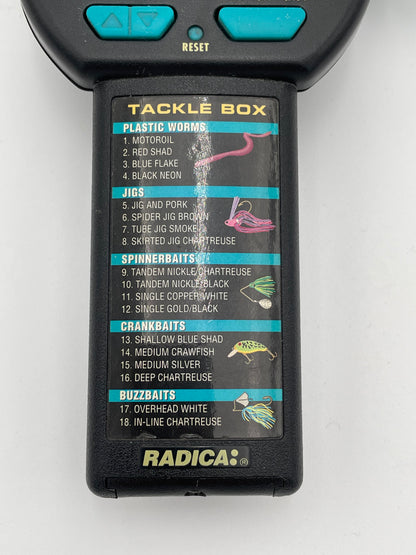 RESET
TACKLE BOX
PLASTIC WORMS
1. MOTOROIL
2. RED SHAD
3. BLUE FLAKE
4. BLACK NEON
JIGS
5. JIG AND PORK
6. SPIDER JIG BROWN
7. TUBE JIG SMOKE
8. SKIRTED JIG CHARTREUSE
SPINNERBAITS
9. TANDEM NICKLE/CHARTREUSE
10. TANDEM NICKLE/BLACK
11. SINGLE COPPER/WHITE
12. SINGLE GOLD/BLACK
CRANKBAITS
13. SHALLOW BLUE SHAD
14. MEDIUM CRAWFISH
15. MEDIUM SILVER
16. DEEP CHARTREUSE
BUZZBAITS
17. OVERHEAD WHITE
18. IN-LINE CHARTREUSE
RADICA:®